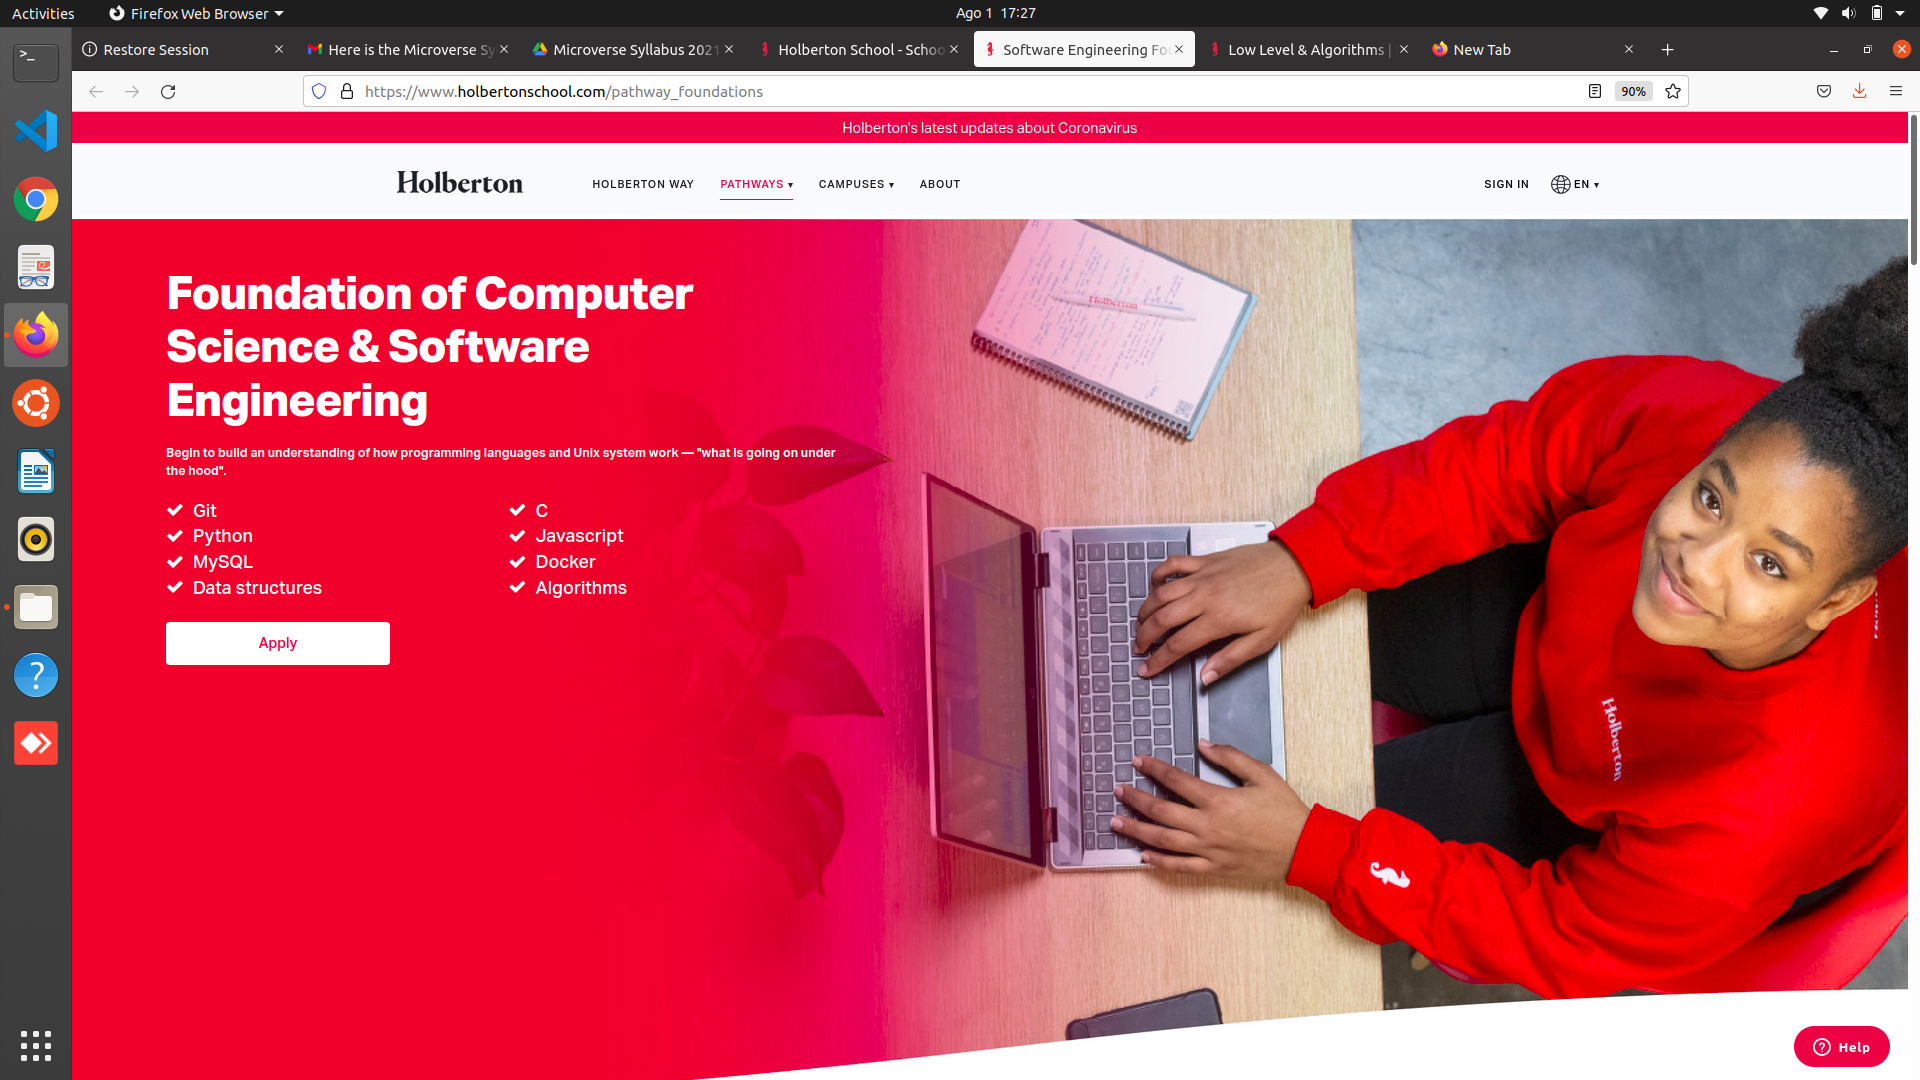 Activities
Firefox Web Browser
Ago 1 17:27
Restore Session
Here is the Microverse Sy
Microverse Syllabus 2021
Holberton School - Schoo
Software Engineering Fo
Low Level & Algorithms |
New Tab
https://www.holbertonschool.com/pathway_foundations
90%
Holberton's latest updates about Coronavirus
Holberton
HOLBERTON WAY
PATHWAYS ▾
CAMPUSES ▾
ABOUT
SIGN IN
EN ▾
Foundation of Computer
Science & Software
Engineering
Begin to build an understanding of how programming languages and Unix system work — "what is going on under
the hood".
Git
Python
MySQL
Data structures
C
Javascript
Docker
Algorithms
Apply
Holberton
Holberton
Help